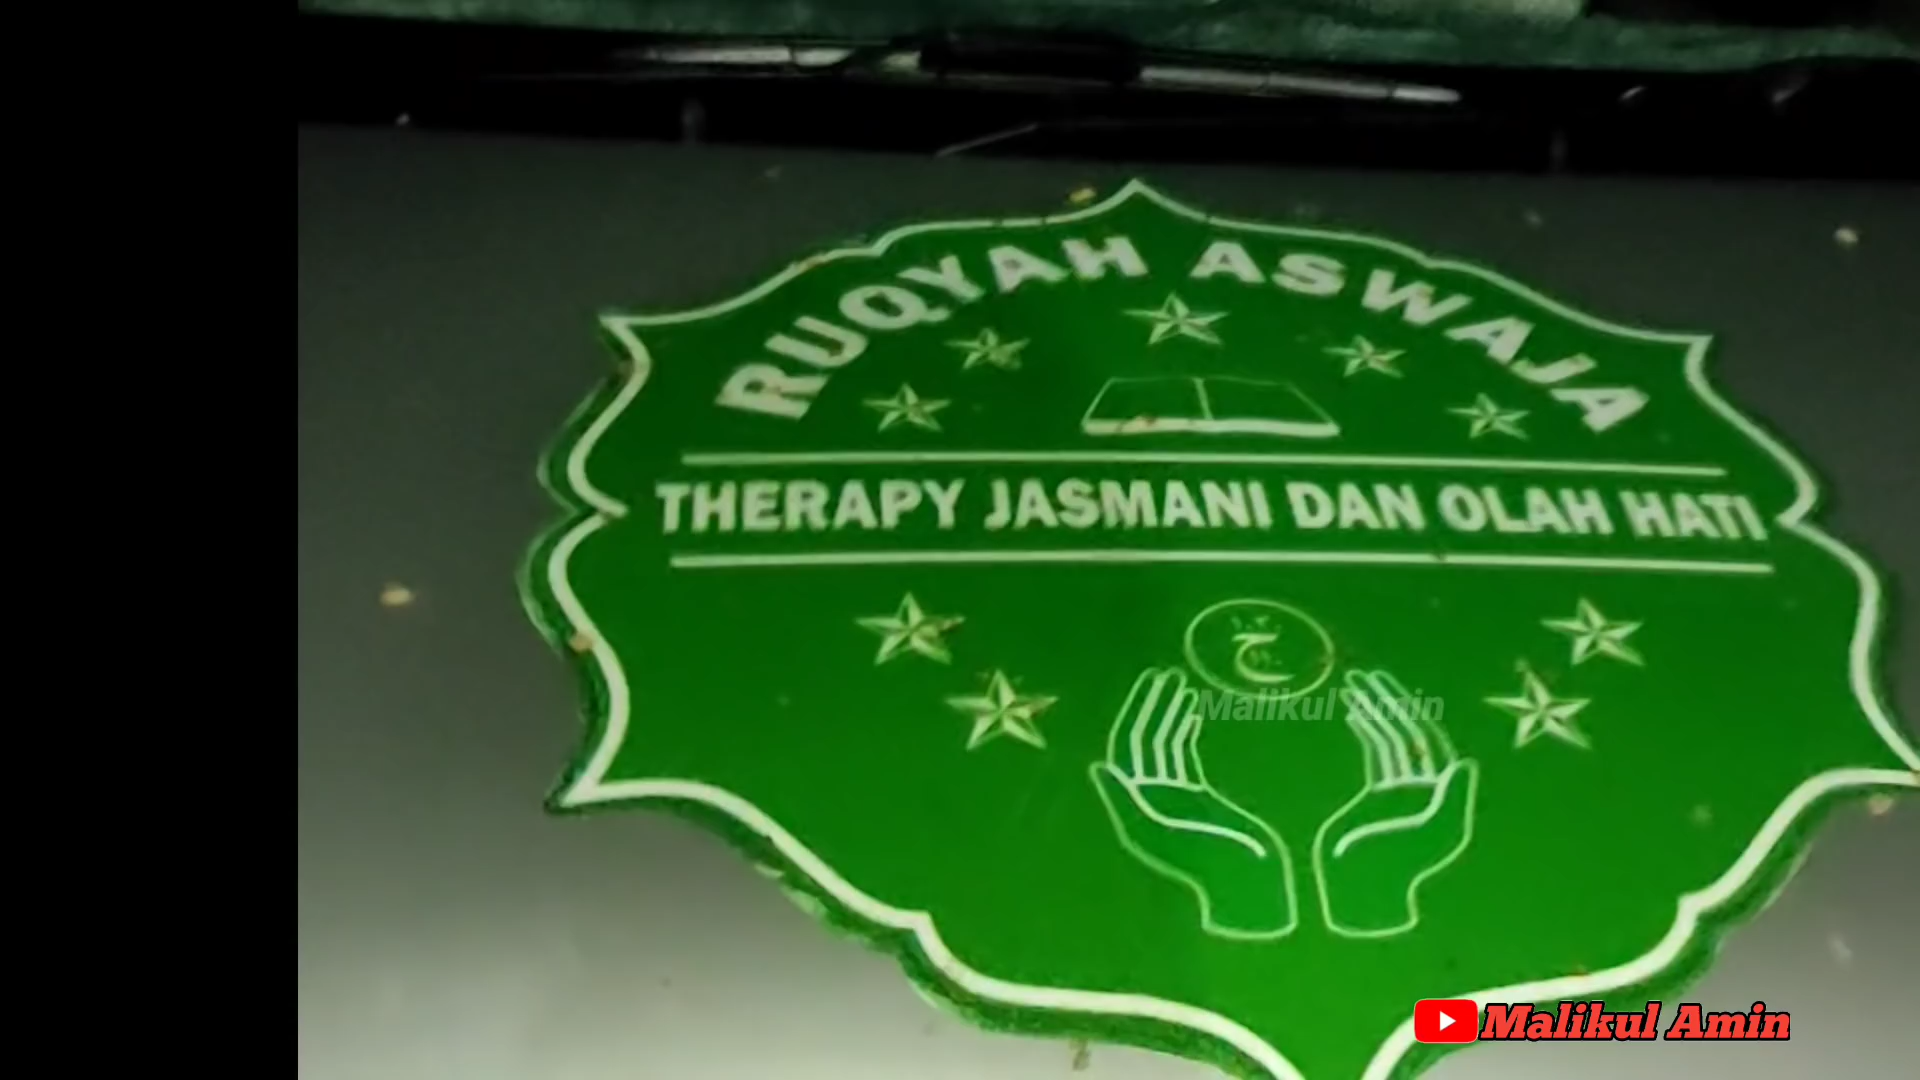 RUQYAH ASWAJA
THERAPY JASMANI DAN OLAH HATI
ح
Malikul Amin
Malikul Amin